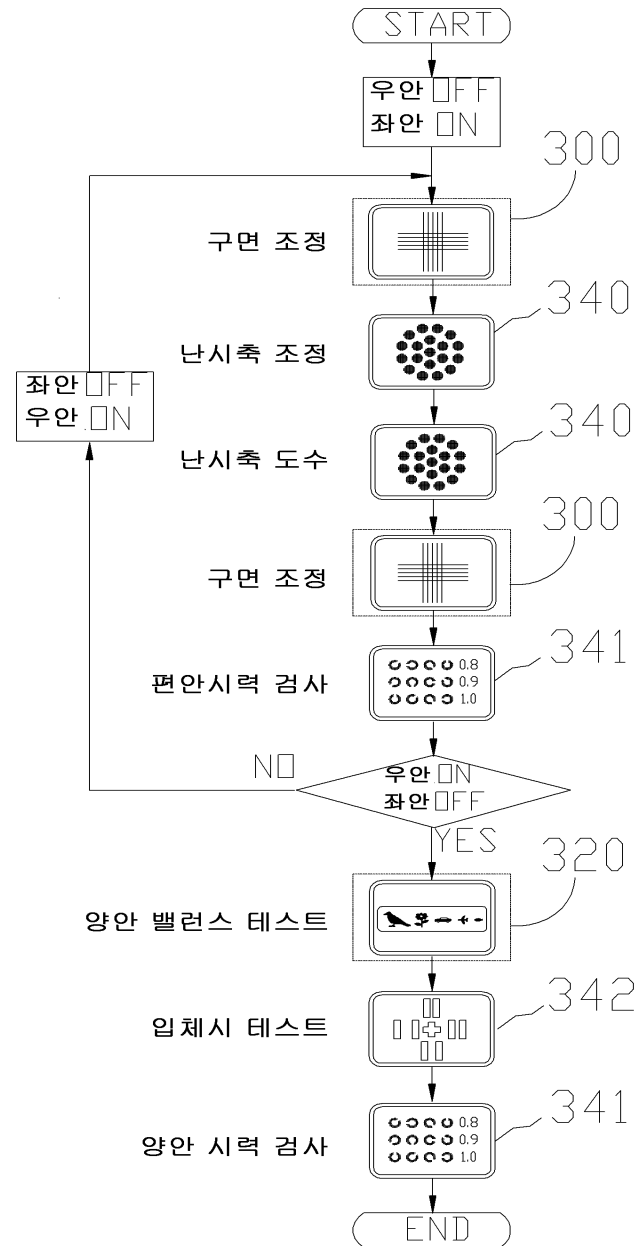 START
우안 OFF
좌안 ON
300
구면 조정
340
난시축 조정
좌안 OFF
우안 ON
340
난시축 도수
300
구면 조정
341
편안시력 검사
0.8
0.9
1.0
NO
우안 ON
좌안 OFF
YES
320
양안 밸런스 테스트
342
입체시 테스트
341
양안 시력 검사
0.8
0.9
1.0
END